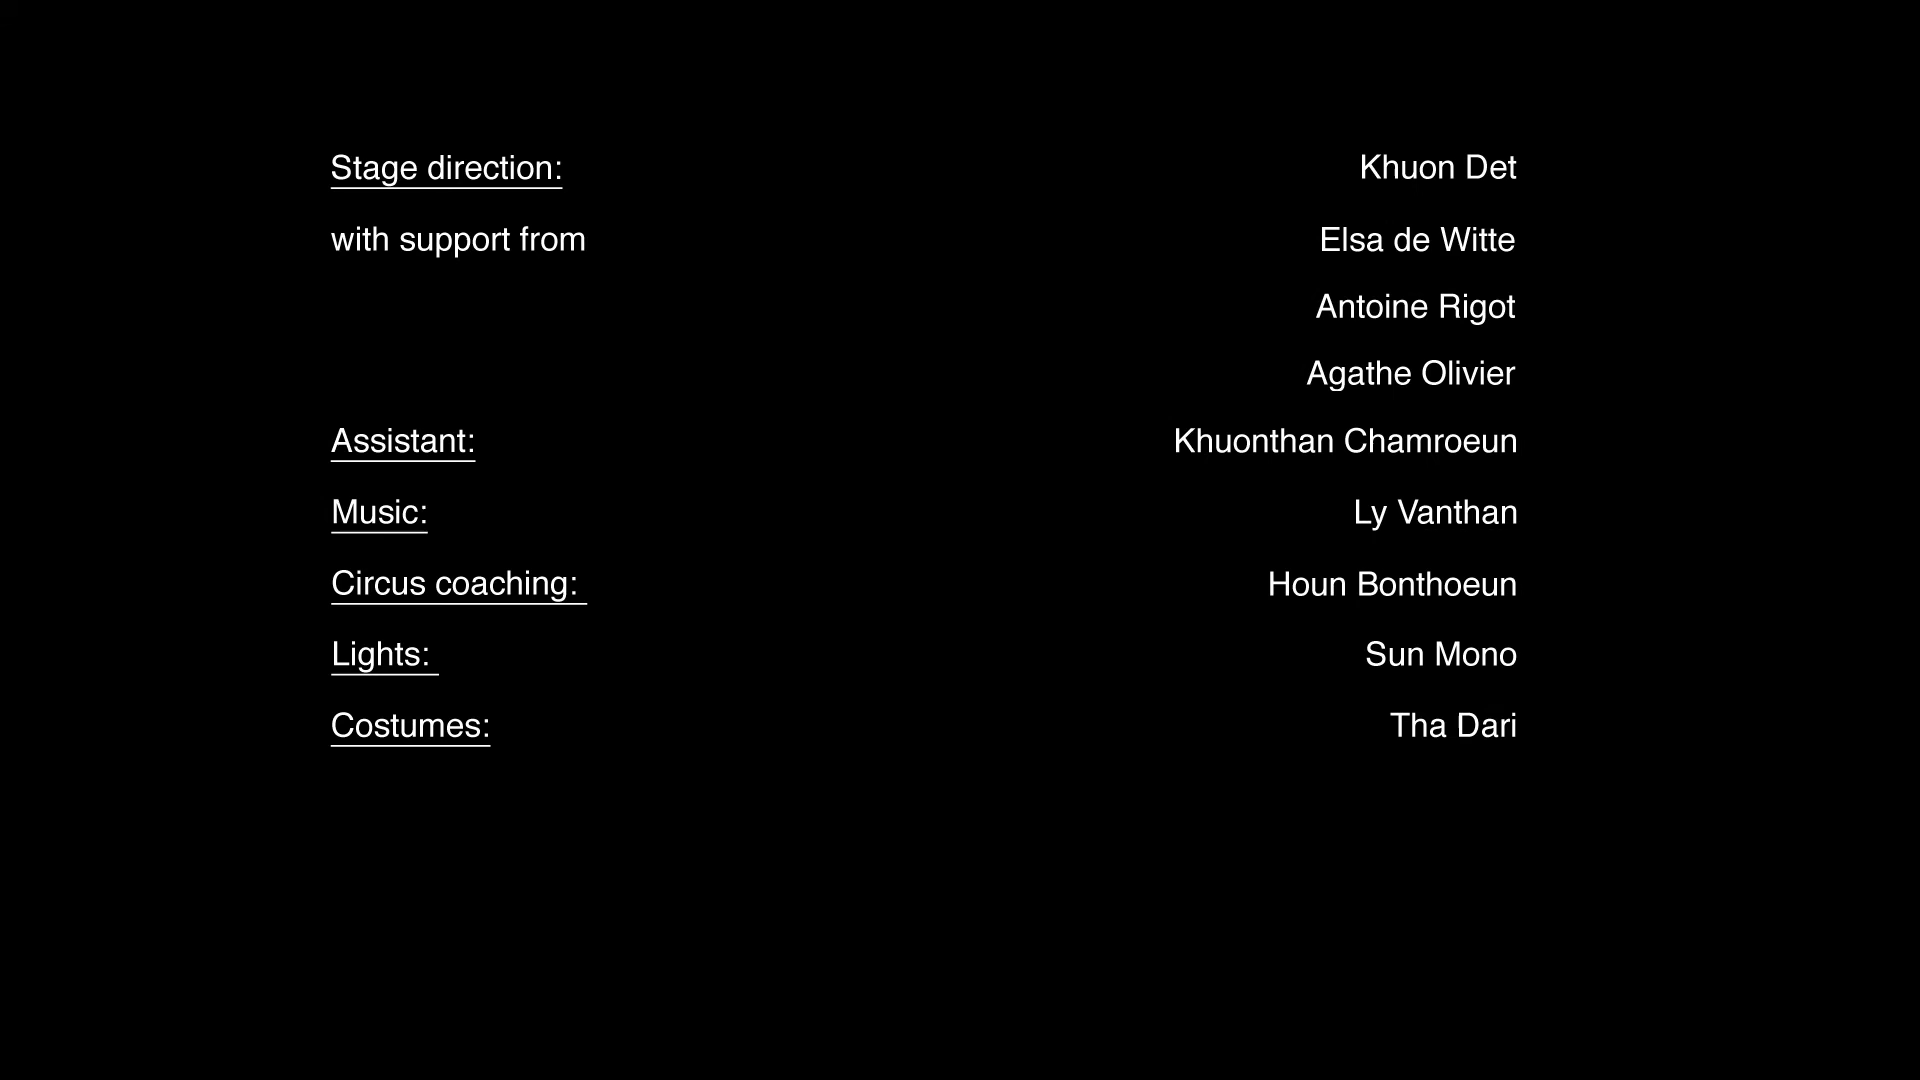 Stage direction: Khuon Det
with support from Elsa de Witte
Antoine Rigot
Agathe Olivier
Assistant: Khuonthan Chamroeun
Music: Ly Vanthan
Circus coaching: Houn Bonthoeun
Lights: Sun Mono
Costumes: Tha Dari